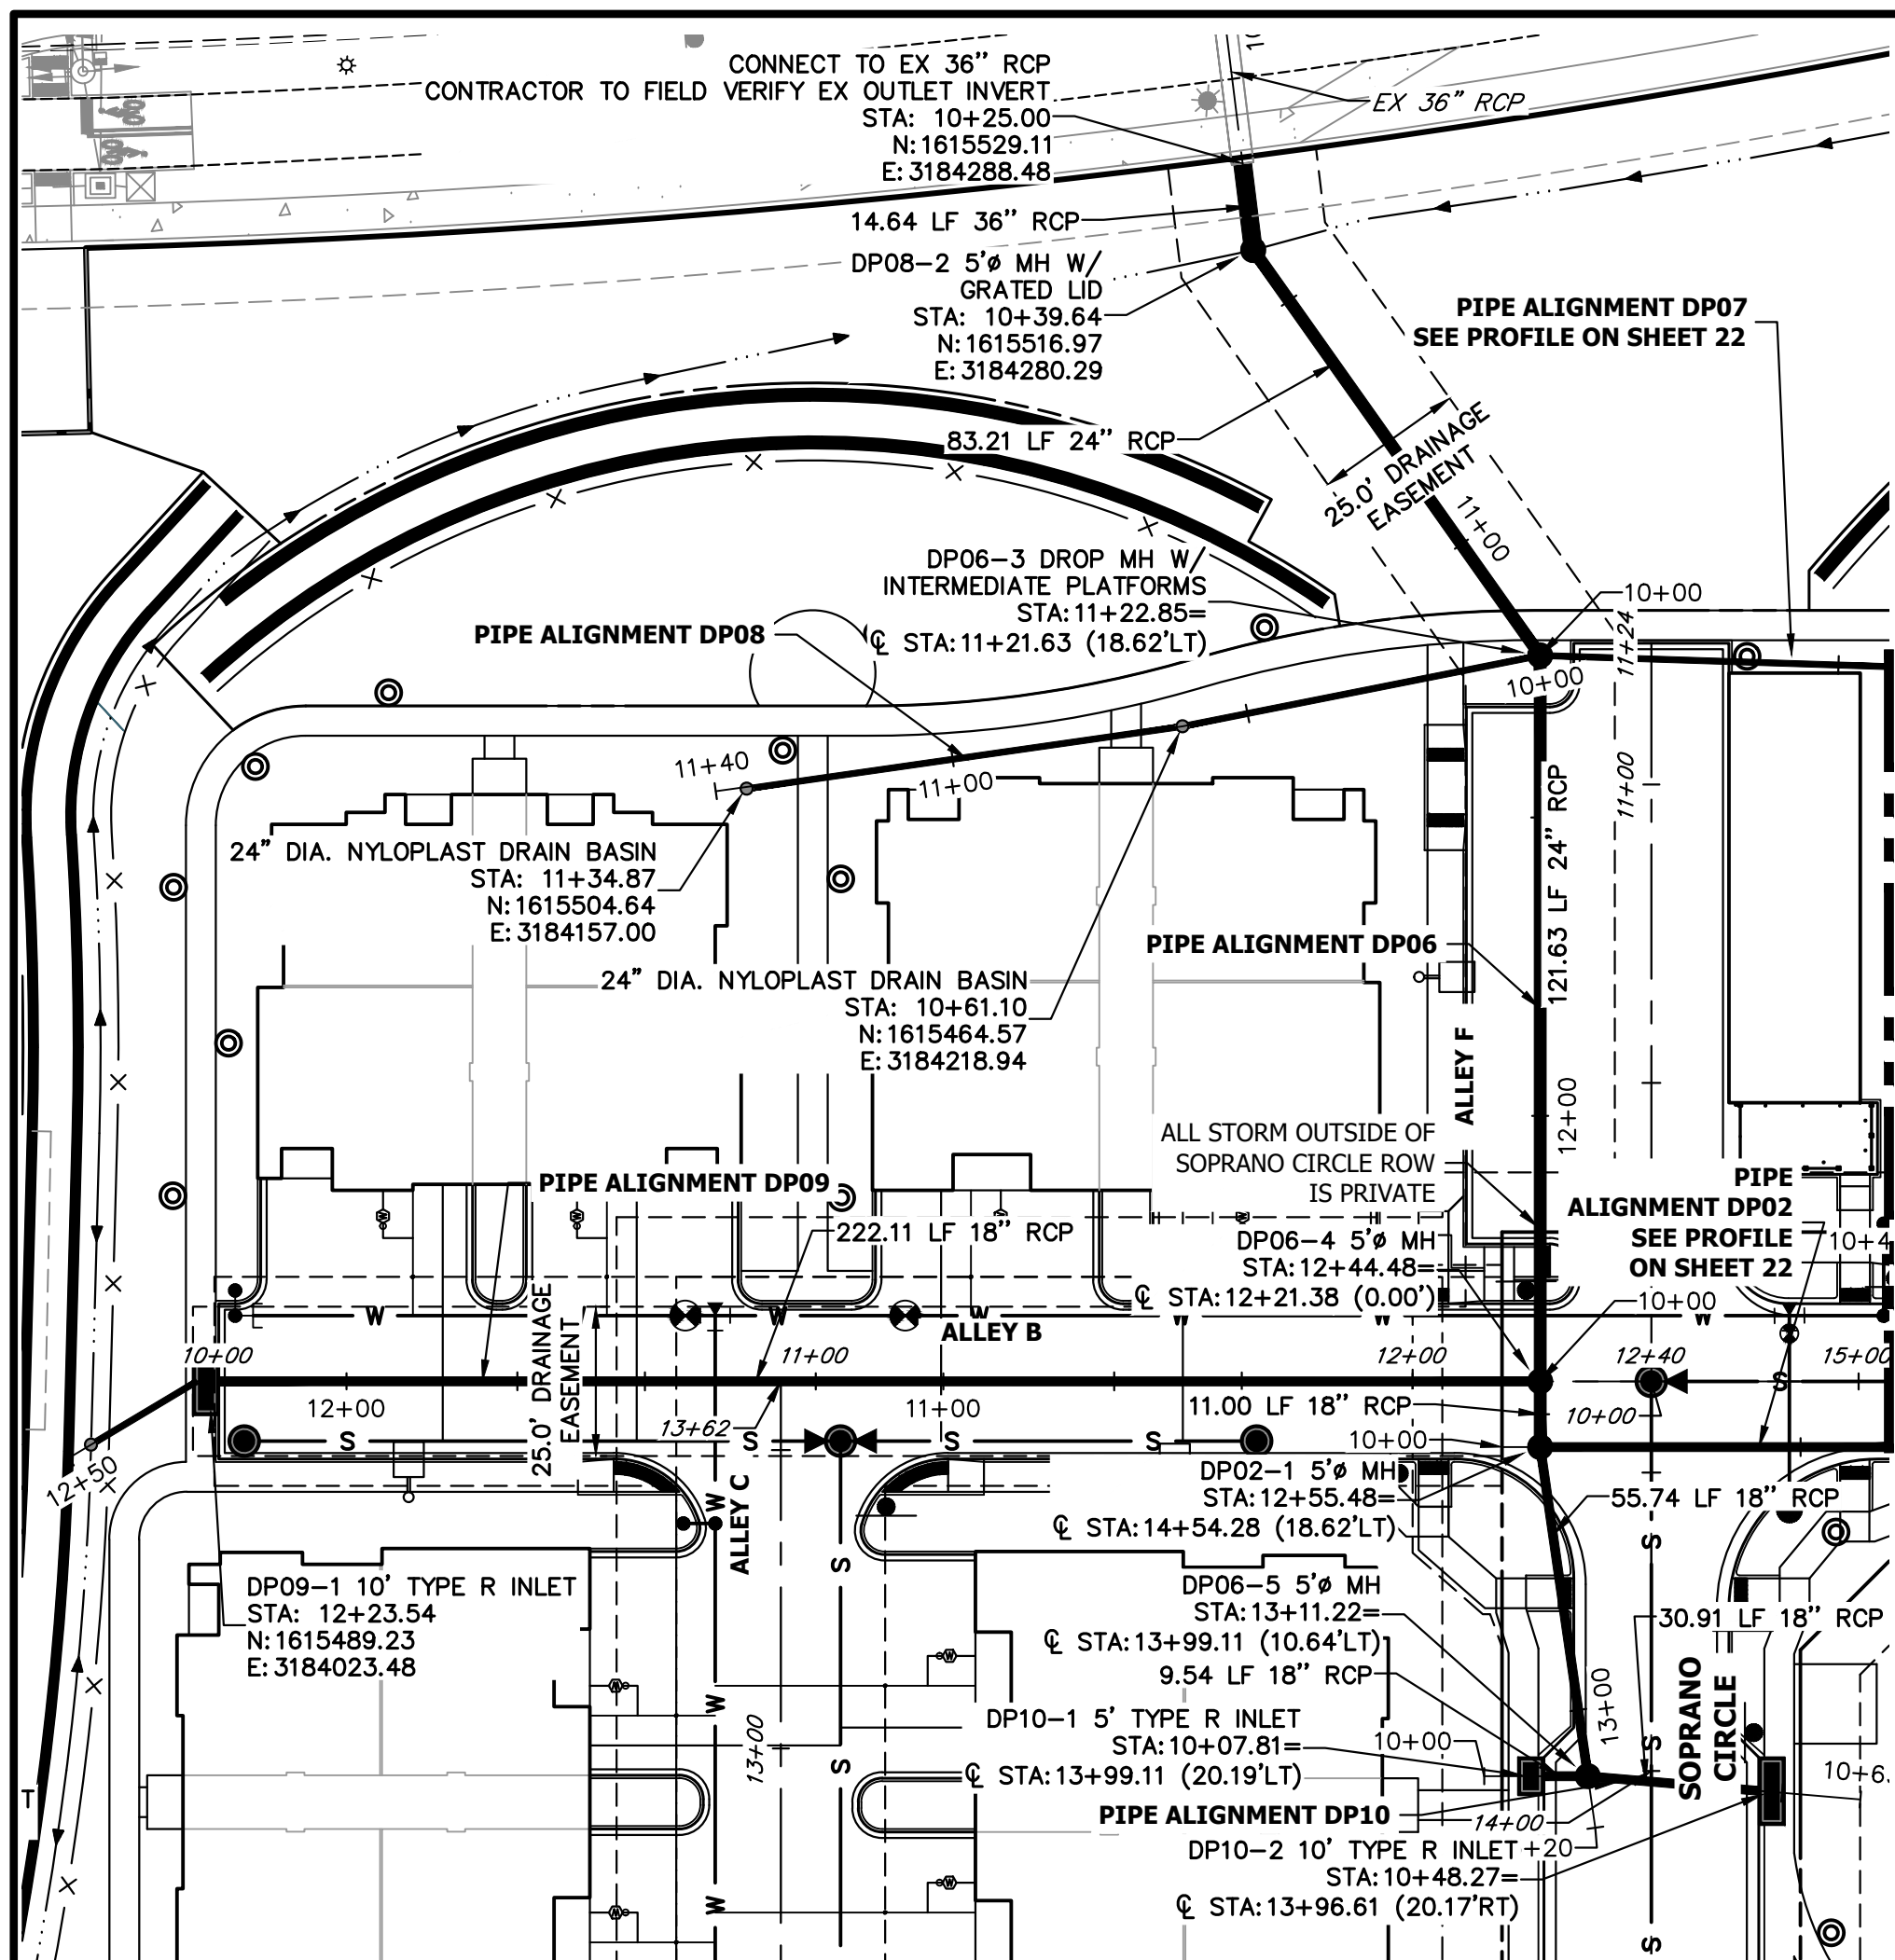 CONNECT TO EX 36” RCP
CONTRACTOR TO FIELD VERIFY EX OUTLET INVERT
STA: 10+25.00
N:1615529.11
E:3184288.48
EX 36” RCP
14.64 LF 36” RCP
DP08-2 5'ø MH W/
GRATED LID
STA: 10+39.64
N:1615516.97
E:3184280.29
PIPE ALIGNMENT DP07
SEE PROFILE ON SHEET 22
83.21 LF 24” RCP
25.0' DRAINAGE
EASEMENT
11+00
DP06-3 DROP MH W/
INTERMEDIATE PLATFORMS
STA:11+22.85=
℄ STA:11+21.63 (18.62'LT)
10+00
11+24
10+00
PIPE ALIGNMENT DP08
11+40
11+00
11+00
121.63 LF 24” RCP
24” DIA. NYLOPLAST DRAIN BASIN
STA: 11+34.87
N:1615504.64
E:3184157.00
PIPE ALIGNMENT DP06
24” DIA. NYLOPLAST DRAIN BASIN
STA: 10+61.10
N:1615464.57
E:3184218.94
ALLEY F
12+00
ALL STORM OUTSIDE OF
SOPRANO CIRCLE ROW
IS PRIVATE
PIPE
ALIGNMENT DP02
SEE PROFILE
ON SHEET 22
10+4
PIPE ALIGNMENT DP09
222.11 LF 18” RCP
DP06-4 5'ø MH
STA:12+44.48=
℄ STA:12+21.38 (0.00')
10+00
W W W W W W
ALLEY B
25.0' DRAINAGE
EASEMENT
10+00
11+00
12+00
12+40
15+00
S
12+00
13+62
11+00
11.00 LF 18” RCP
10+00
S S S S
10+00
12+50
DP02-1 5'ø MH
STA:12+55.48=
℄ STA:14+54.28 (18.62'LT)
55.74 LF 18” RCP
W
ALLEY C
S
S
DP09-1 10' TYPE R INLET
STA: 12+23.54
N:1615489.23
E:3184023.48
DP06-5 5'ø MH
STA:13+11.22=
℄ STA:13+99.11 (10.64'LT)
30.91 LF 18” RCP
9.54 LF 18” RCP
SOPRANO
CIRCLE
13+00
W
DP10-1 5' TYPE R INLET
STA:10+07.81=
℄ STA:13+99.11 (20.19'LT)
10+00
13+00
S
S
10+6
T
PIPE ALIGNMENT DP10
14+00
DP10-2 10' TYPE R INLET
+20
STA:10+48.27=
℄ STA:13+96.61 (20.17'RT)
W
S